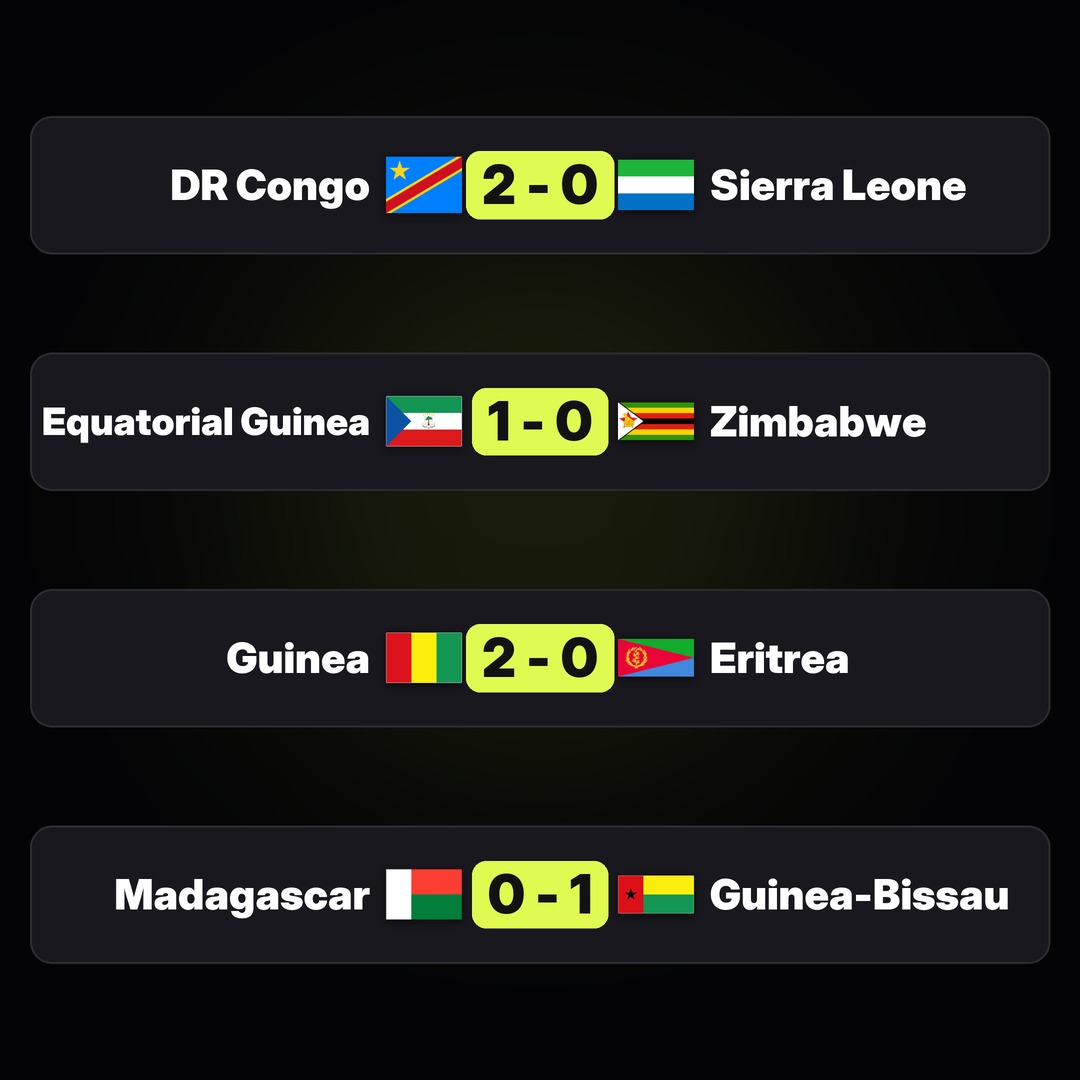 DR Congo 2 - 0 Sierra Leone
Equatorial Guinea 1 - 0 Zimbabwe
Guinea 2 - 0 Eritrea
Madagascar 0 - 1 Guinea-Bissau